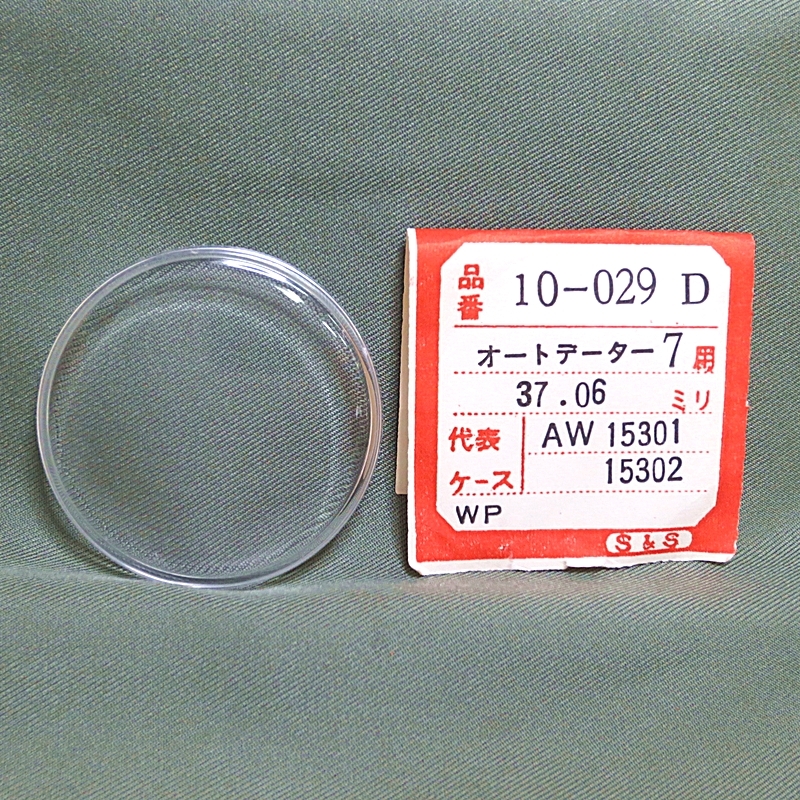 品番 10-029 D
オートデーター 7 用
37.06 ミリ
代表 AW 15301
ケース 15302
WP
S & S